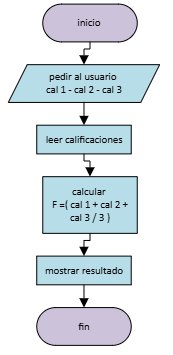 inicio
pedir al usuario
cal 1 - cal 2 - cal 3
leer calificaciones
calcular
F =( cal 1 + cal 2 +
cal 3 / 3 )
mostrar resultado
fin